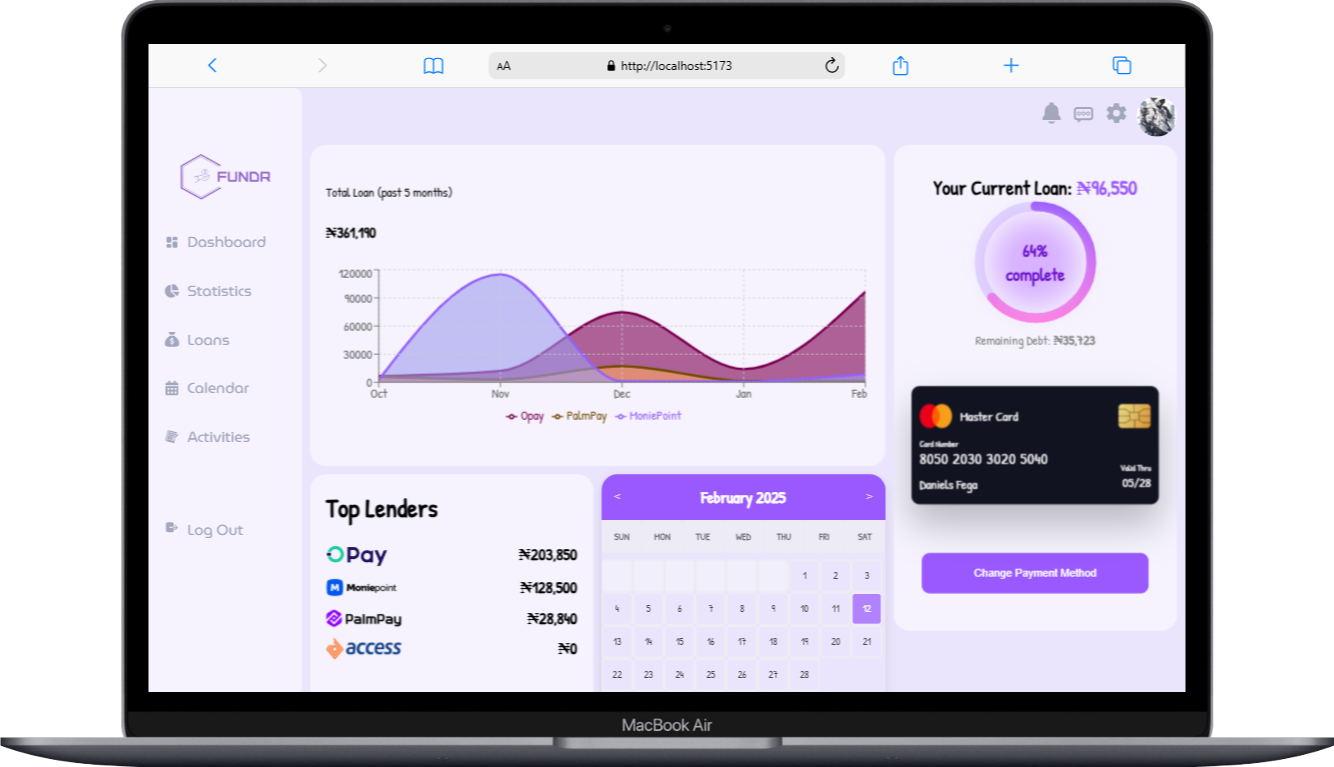 AA
http://localhost:5173
FUNDR
Dashboard
Statistics
Loans
Calendar
Activities
Log Out
Total Loan (past 5 months)
₦361,190
120000
90000
60000
30000
0
Oct Nov Dec Jan Feb
Opay PalmPay MoniePoint
Your Current Loan: ₦96,550
64%
complete
Remaining Debt: ₦35,723
Master Card
Card Number
8050 2030 3020 5040
Valid Thru
Daniels Fega
05/28
Change Payment Method
Top Lenders
OPay ₦203,850
M Moniepoint ₦128,500
PalmPay ₦28,840
access ₦0
< February 2025 >
SUN MON TUE WED THU FRI SAT
1 2 3
4 5 6 7 8 9 10 11 12
13 14 15 16 17 18 19 20 21
22 23 24 25 26 27 28
MacBook Air